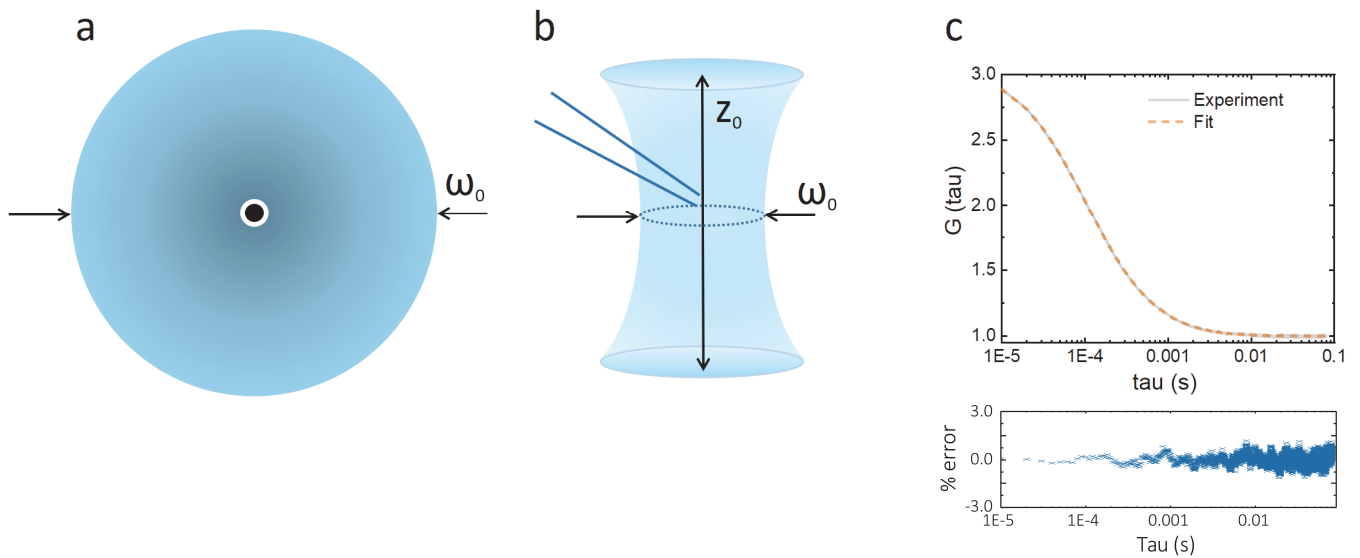 a
ω₀
b
z₀
ω₀
c
3.0
2.5
2.0
1.5
1.0
G (tau)
Experiment
Fit
1E-5
1E-4
0.001
0.01
0.1
tau (s)
3.0
0.0
-3.0
% error
1E-5
1E-4
0.001
0.01
Tau (s)